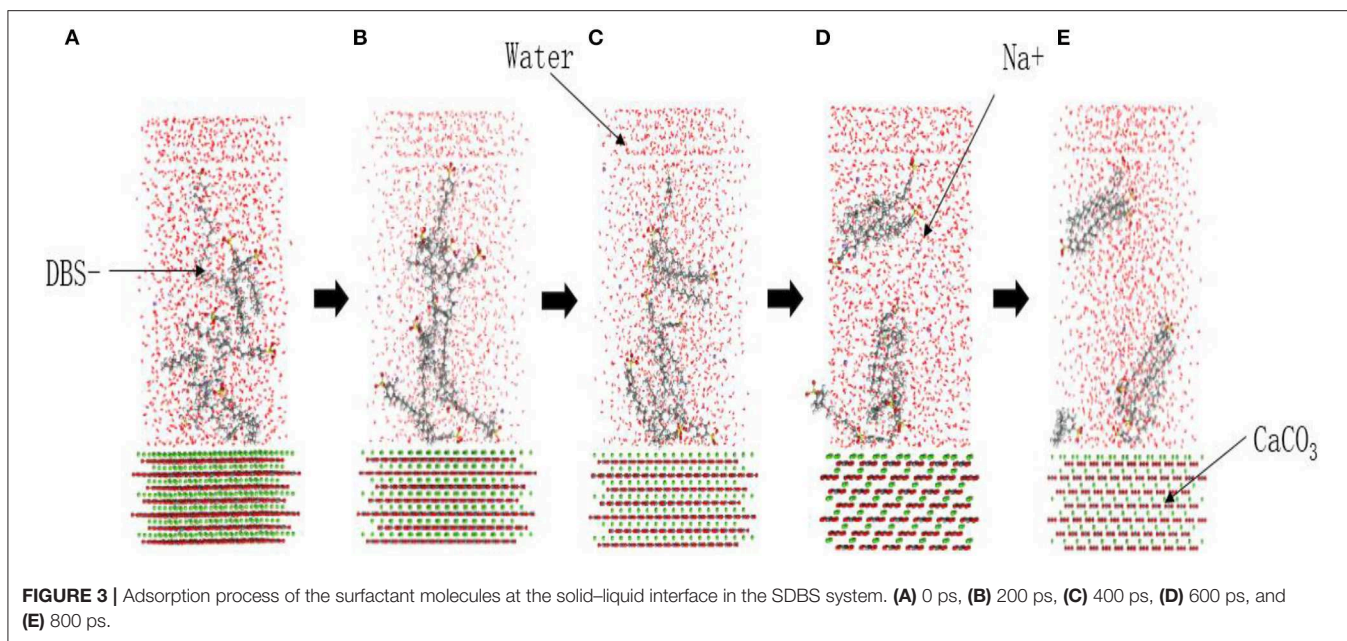 A
B
C
D
E
Water
Na+
DBS-
CaCO₃
FIGURE 3 | Adsorption process of the surfactant molecules at the solid–liquid interface in the SDBS system. (A) 0 ps, (B) 200 ps, (C) 400 ps, (D) 600 ps, and
(E) 800 ps.